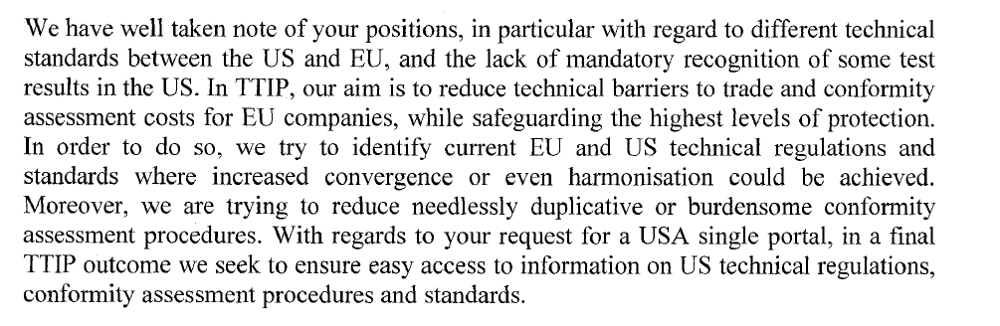 We have well taken note of your positions, in particular with regard to different technical
standards between the US and EU, and the lack of mandatory recognition of some test
results in the US. In TTIP, our aim is to reduce technical barriers to trade and conformity
assessment costs for EU companies, while safeguarding the highest levels of protection.
In order to do so, we try to identify current EU and US technical regulations and
standards where increased convergence or even harmonisation could be achieved.
Moreover, we are trying to reduce needlessly duplicative or burdensome conformity
assessment procedures. With regards to your request for a USA single portal, in a final
TTIP outcome we seek to ensure easy access to information on US technical regulations,
conformity assessment procedures and standards.